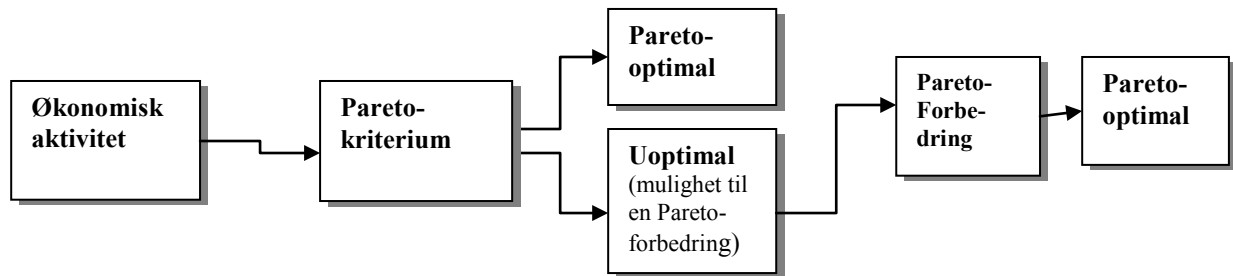 Økonomisk
aktivitet
Pareto-
kriterium
Pareto-
optimal
Uoptimal
(mulighet til
en Pareto-
forbedring)
Pareto-
Forbe-
dring
Pareto-
optimal